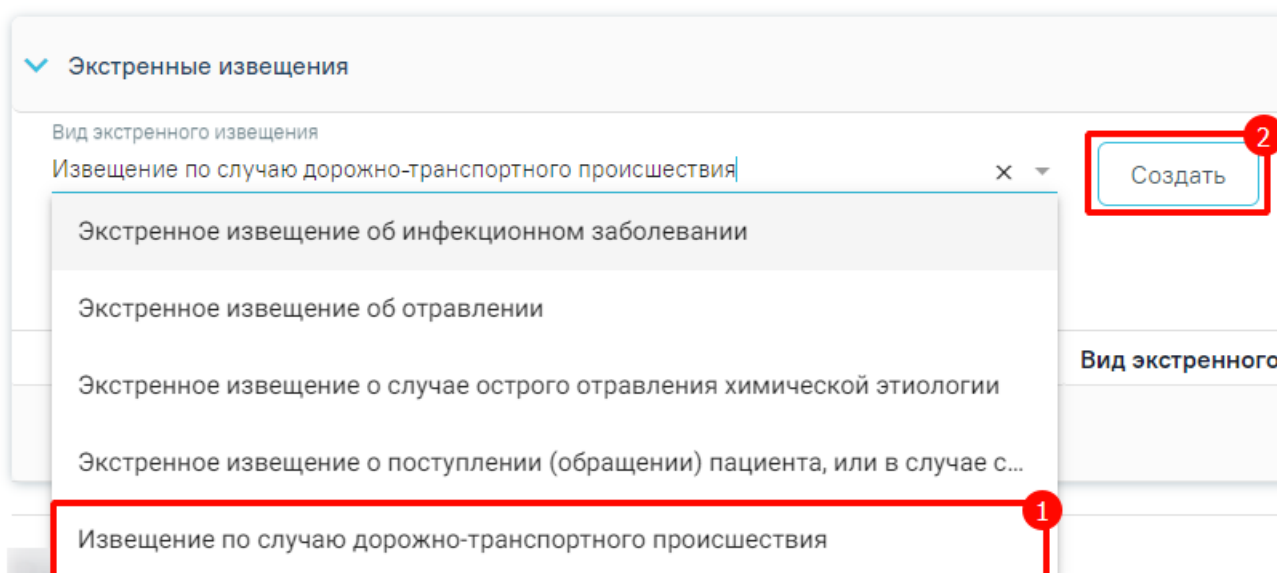 Экстренные извещения
Вид экстренного извещения
Извещение по случаю дорожно-транспортного происшествия
2
Создать
Экстренное извещение об инфекционном заболевании
Экстренное извещение об отравлении
Вид экстренного
Экстренное извещение о случае острого отравления химической этиологии
Экстренное извещение о поступлении (обращении) пациента, или в случае с...
1
Извещение по случаю дорожно-транспортного происшествия